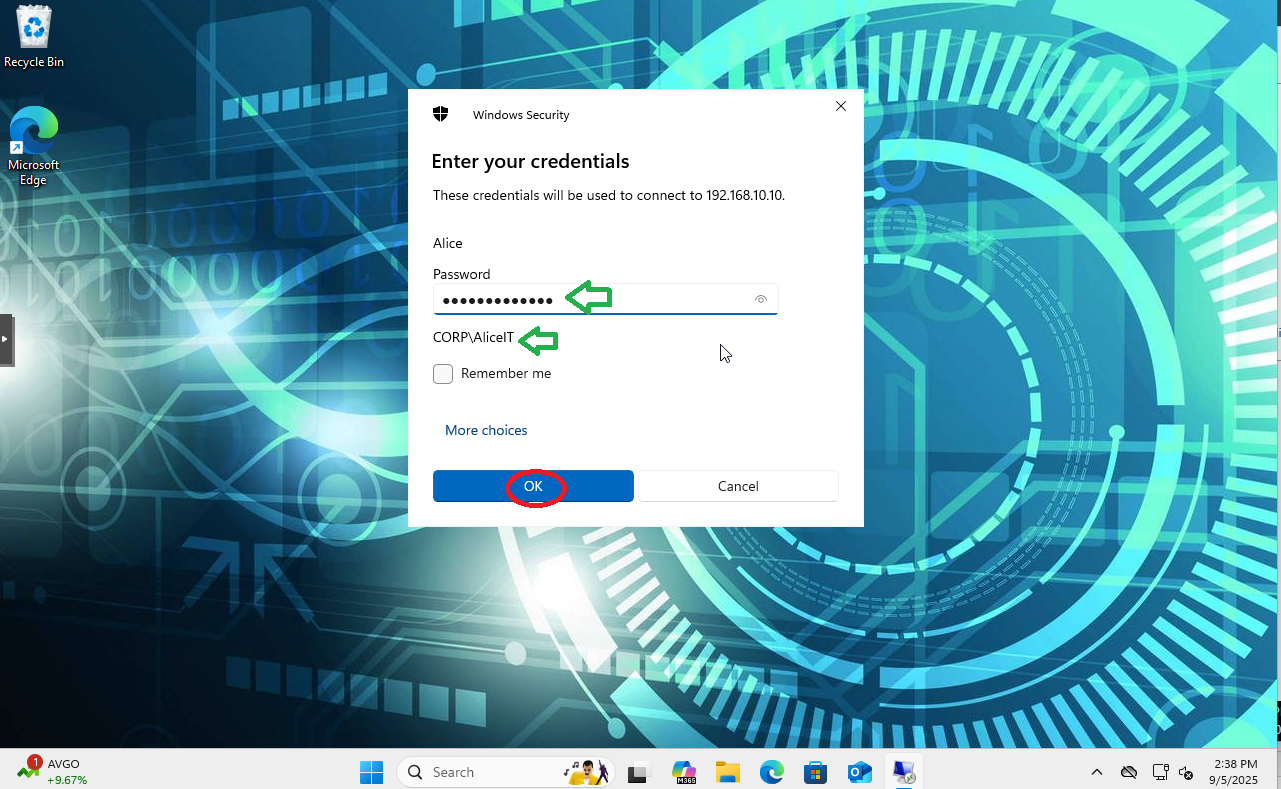 Recycle Bin
Microsoft
Edge
Windows Security
Enter your credentials
These credentials will be used to connect to 192.168.10.10.
Alice
Password
CORP\AliceIT
Remember me
More choices
OK
Cancel
1
AVGO
+9.67%
Search
M365
2:38 PM
9/5/2025